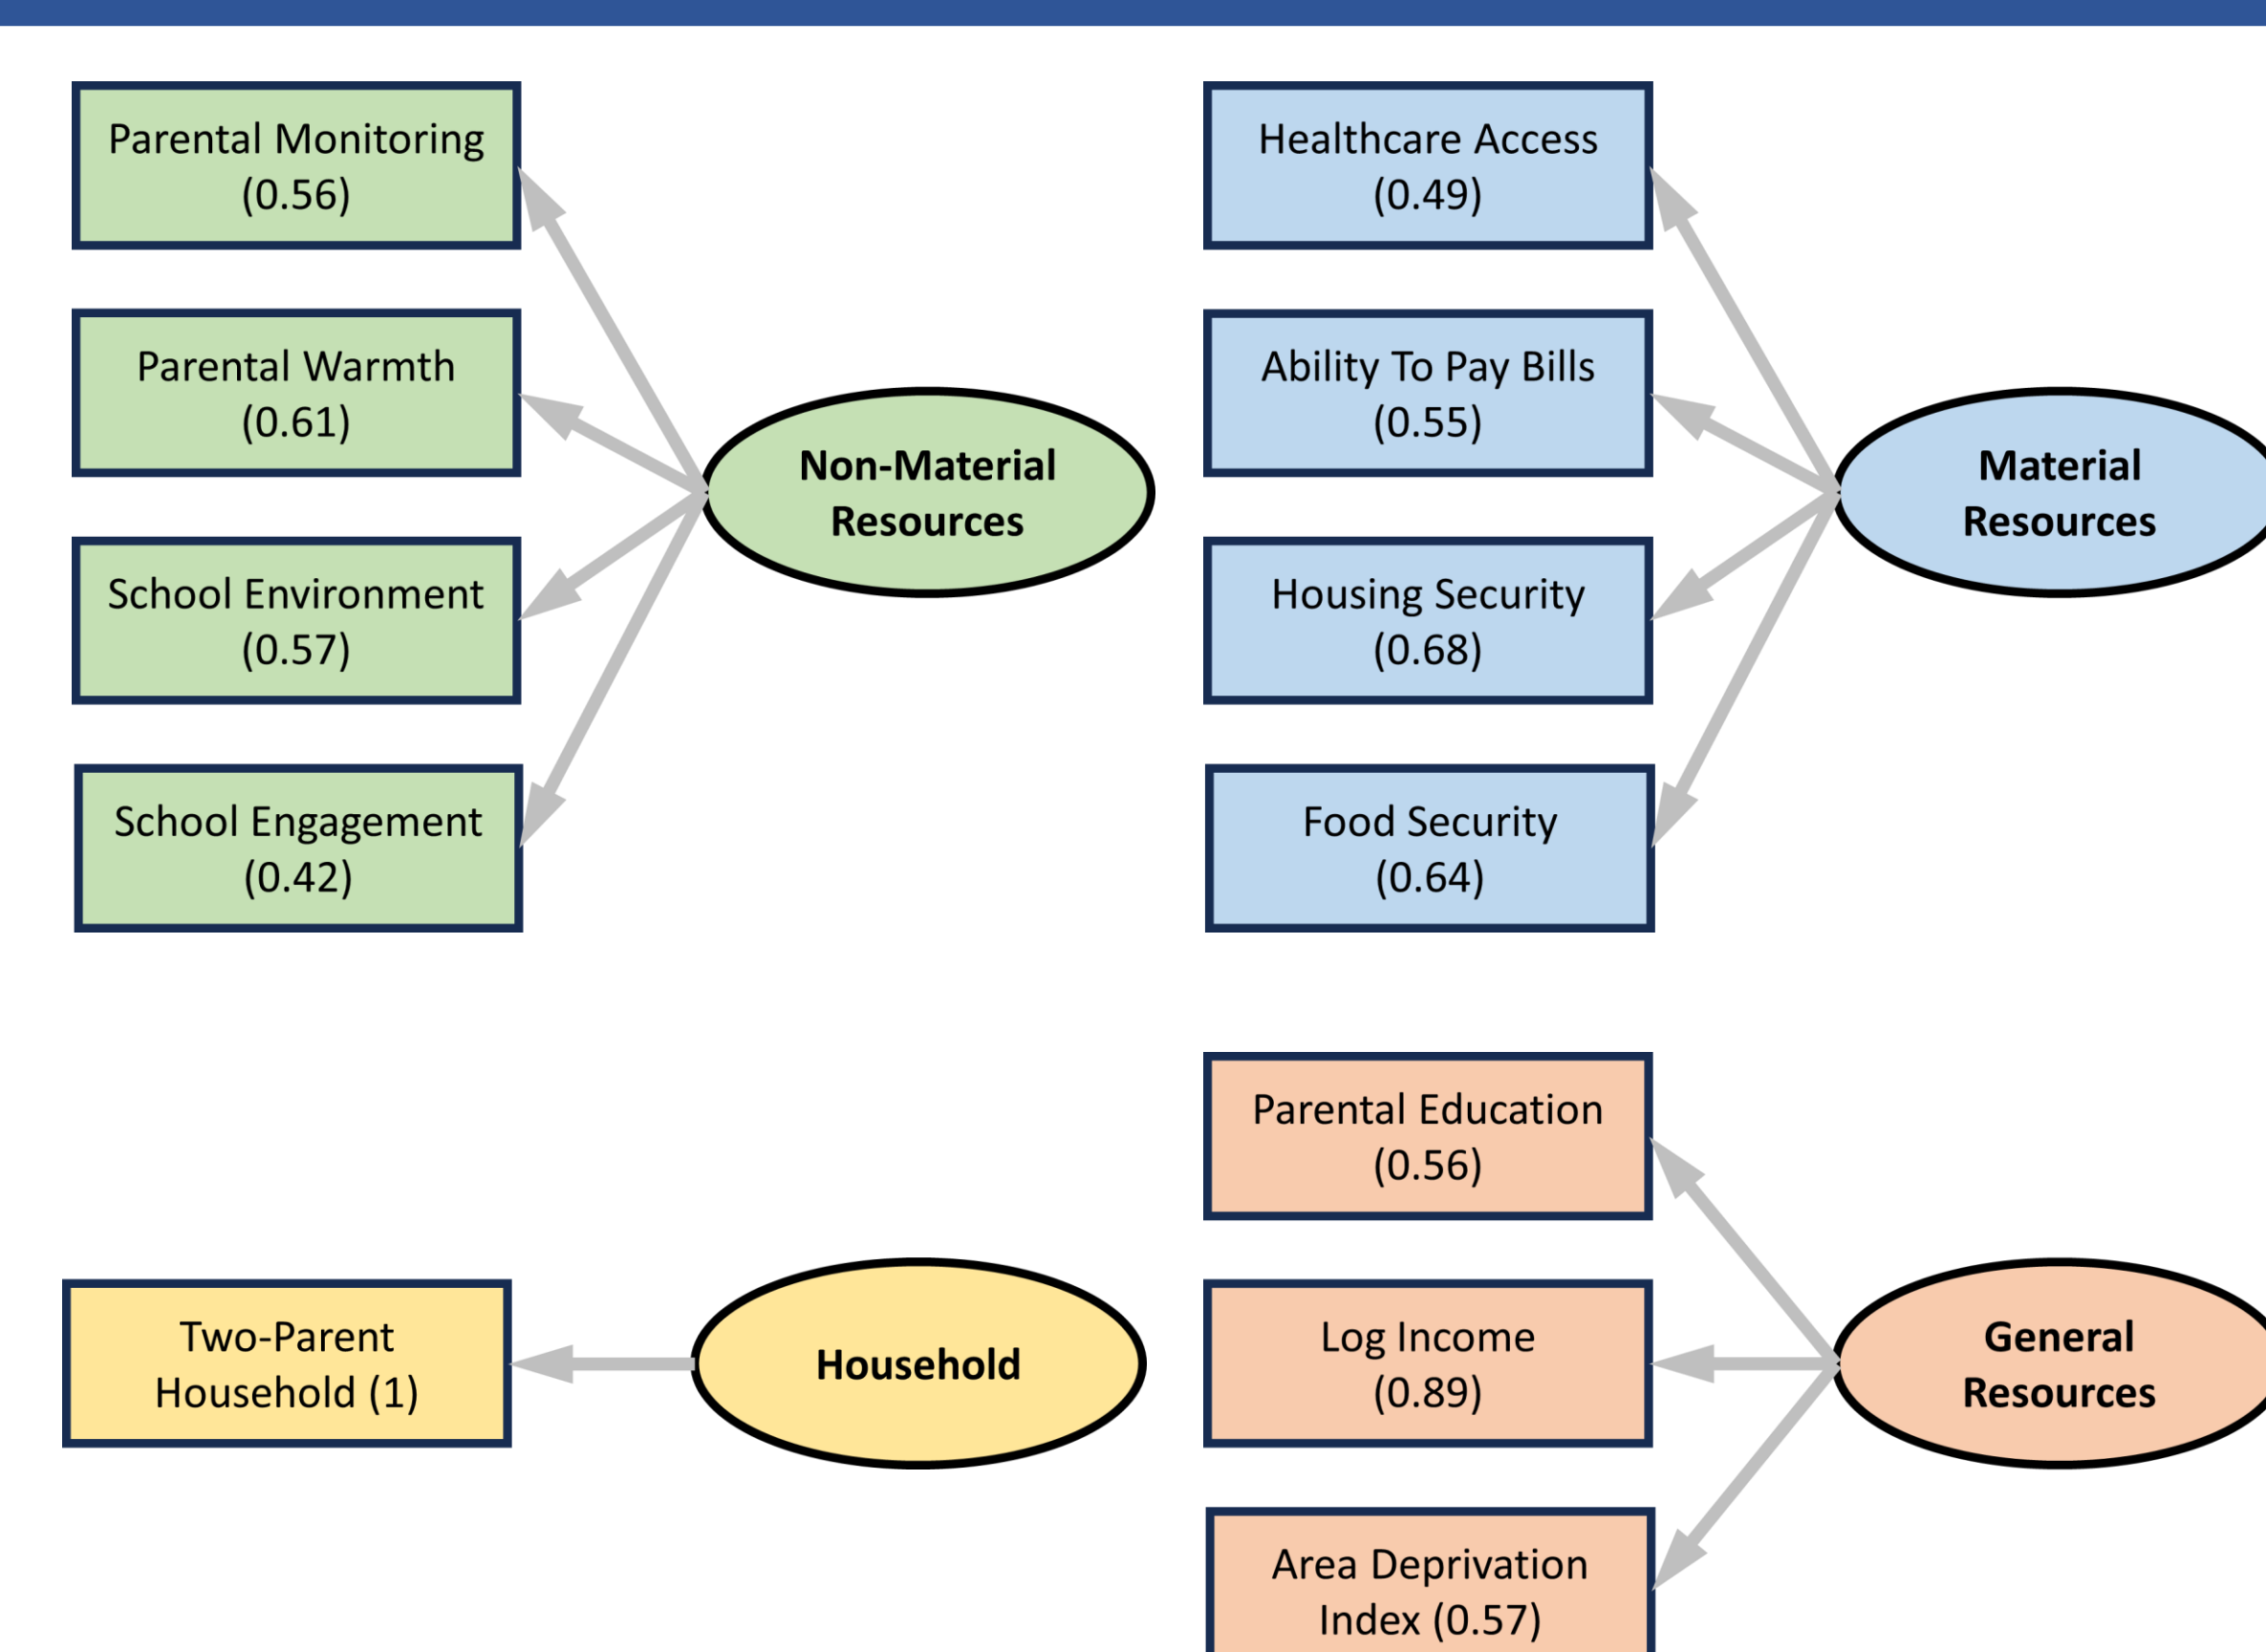 Parental Monitoring
(0.56)
Parental Warmth
(0.61)
School Environment
(0.57)
School Engagement
(0.42)
Non-Material
Resources
Healthcare Access
(0.49)
Ability To Pay Bills
(0.55)
Housing Security
(0.68)
Food Security
(0.64)
Material
Resources
Two-Parent
Household (1)
Household
Parental Education
(0.56)
Log Income
(0.89)
Area Deprivation
Index (0.57)
General
Resources